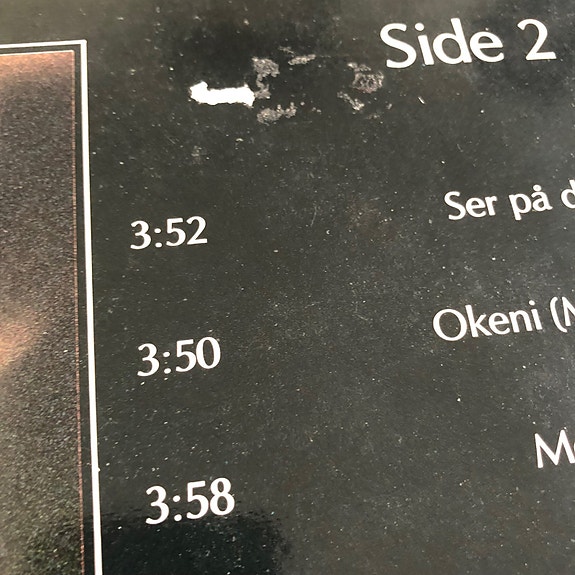 Side 2
3:52 Ser på d
3:50 Okeni (
3:58